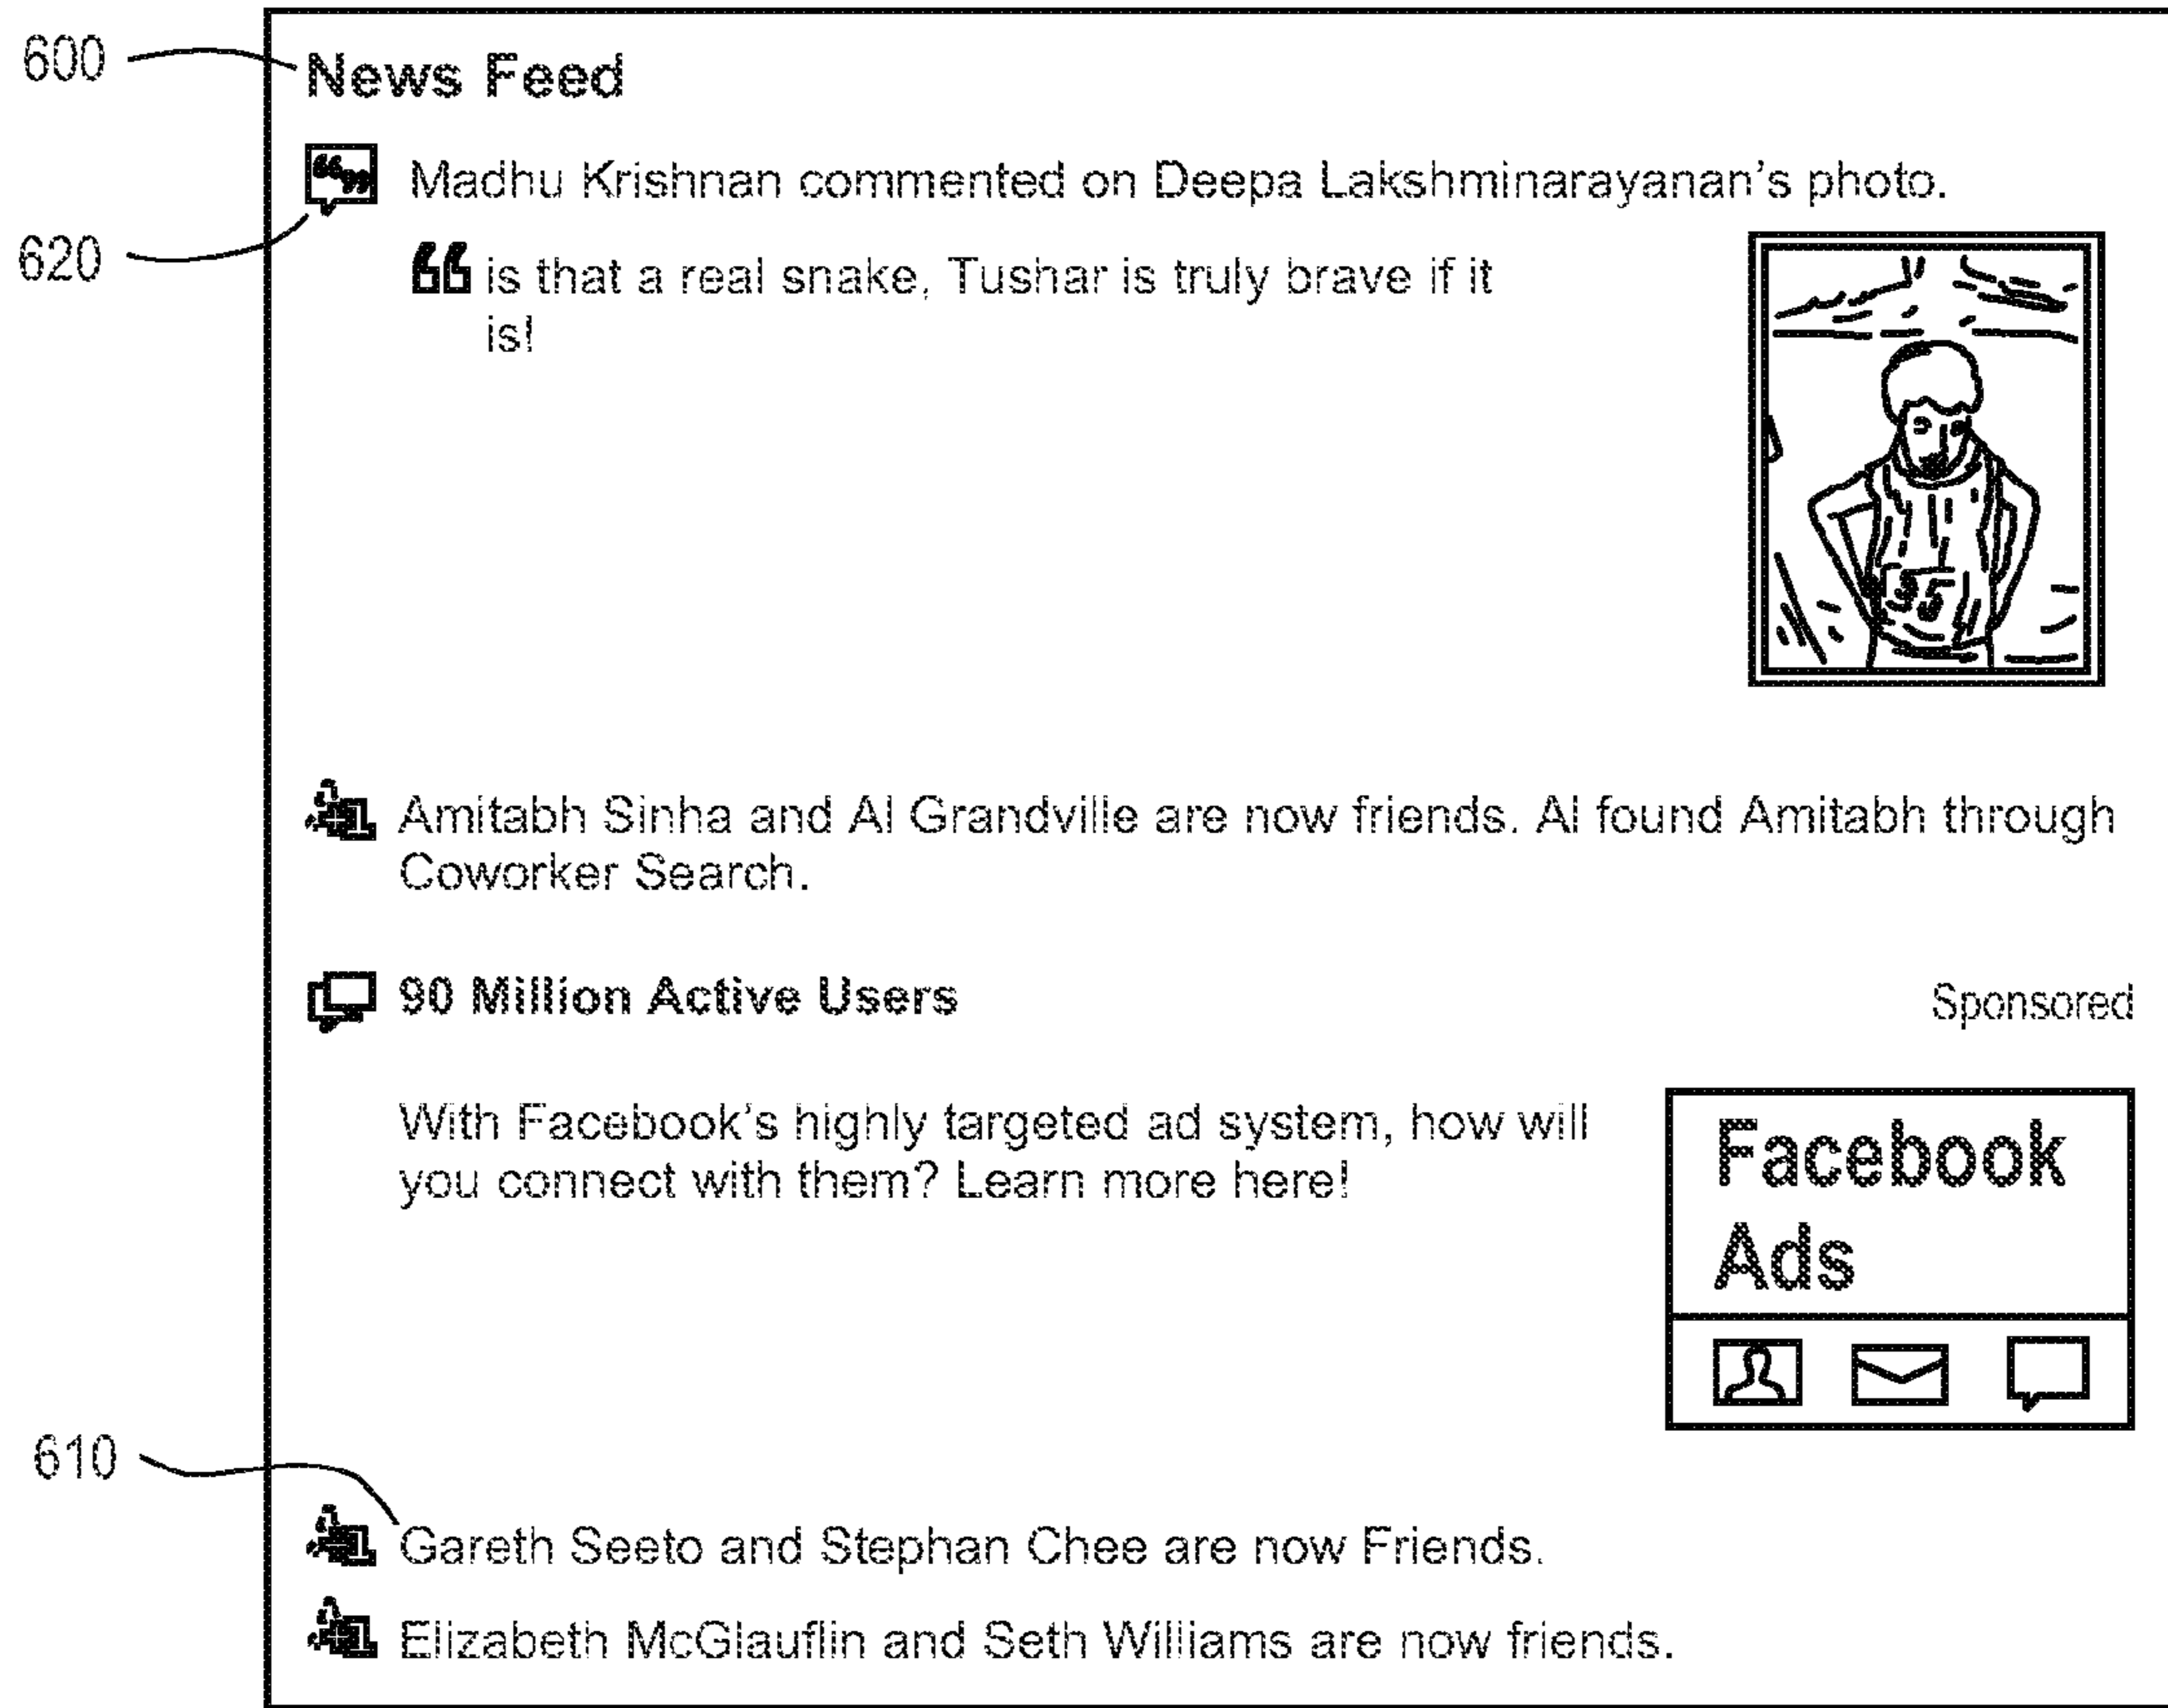 600
News Feed
Madhu Krishnan commented on Deepa Lakshminarayanan's photo.
620
“ is that a real snake, Tushar is truly brave if it
is!
Amitabh Sinha and Al Grandville are now friends. Al found Amitabh through
Coworker Search.
90 Million Active Users
Sponsored
With Facebook's highly targeted ad system, how will
you connect with them? Learn more here!
Facebook
Ads
610
Gareth Seeto and Stephan Chee are now Friends.
Elizabeth McGlauflin and Seth Williams are now friends.